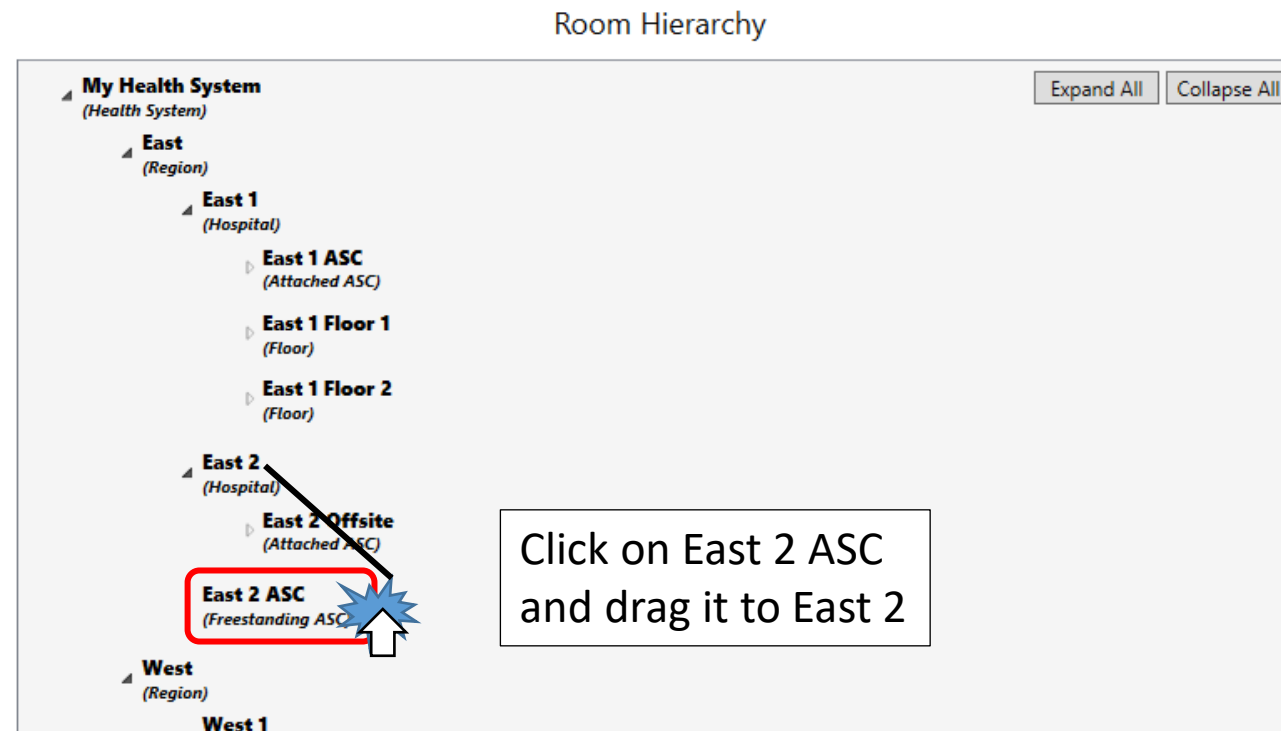 Room Hierarchy
Expand All
Collapse All
My Health System
(Health System)
East
(Region)
East 1
(Hospital)
East 1 ASC
(Attached ASC)
East 1 Floor 1
(Floor)
East 1 Floor 2
(Floor)
East 2
(Hospital)
East 2 Offsite
(Attached ASC)
East 2 ASC
(Freestanding ASC)
Click on East 2 ASC
and drag it to East 2
West
(Region)
West 1